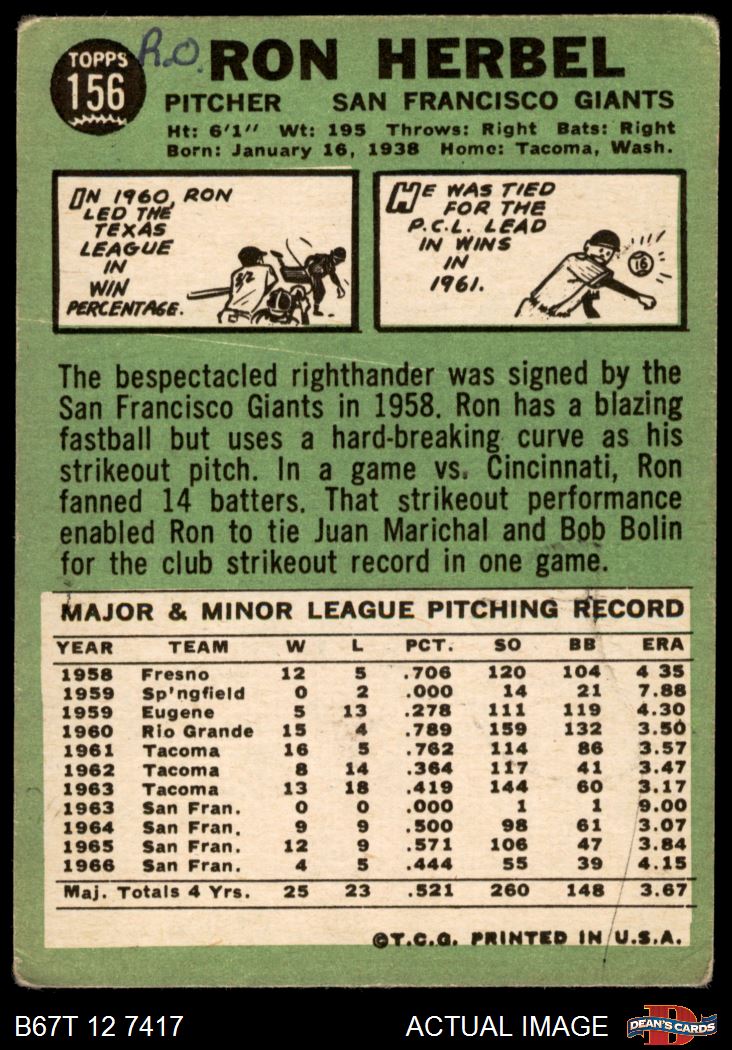 TOPPS
156
R.O.
RON HERBEL
PITCHER SAN FRANCISCO GIANTS
Ht: 6'1" Wt: 195 Throws: Right Bats: Right
Born: January 16, 1938 Home: Tacoma, Wash.
IN 1960, RON
LED THE
TEXAS
LEAGUE
IN
WIN
PERCENTAGE.
HE WAS TIED
FOR THE
P.C.L. LEAD
IN WINS
IN
1961.
16
The bespectacled righthander was signed by the
San Francisco Giants in 1958. Ron has a blazing
fastball but uses a hard-breaking curve as his
strikeout pitch. In a game vs. Cincinnati, Ron
fanned 14 batters. That strikeout performance
enabled Ron to tie Juan Marichal and Bob Bolin
for the club strikeout record in one game.
MAJOR & MINOR LEAGUE PITCHING RECORD
YEAR TEAM W L PCT. SO BB ERA
1958 Fresno 12 5 .706 120 104 4 35
1959 Sp'ngfield 0 2 .000 14 21 7.88
1959 Eugene 5 13 .278 111 119 4.30
1960 Rio Grande 15 4 .789 159 132 3.50
1961 Tacoma 16 5 .762 114 86 3.57
1962 Tacoma 8 14 .364 117 41 3.47
1963 Tacoma 13 18 .419 144 60 3.17
1963 San Fran. 0 0 .000 1 1 9.00
1964 San Fran. 9 9 .500 98 61 3.07
1965 San Fran. 12 9 .571 106 47 3.84
1966 San Fran. 4 5 .444 55 39 4.15
Maj. Totals 4 Yrs. 25 23 .521 260 148 3.67
©T.C.G. PRINTED IN U.S.A.
B67T 12 7417 ACTUAL IMAGE D DEAN'S CARDS